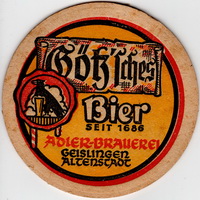 Götz'sches
Bier
SEIT 1686
ADLER-BRAUEREI
GEISLINGEN
ALTENSTADT